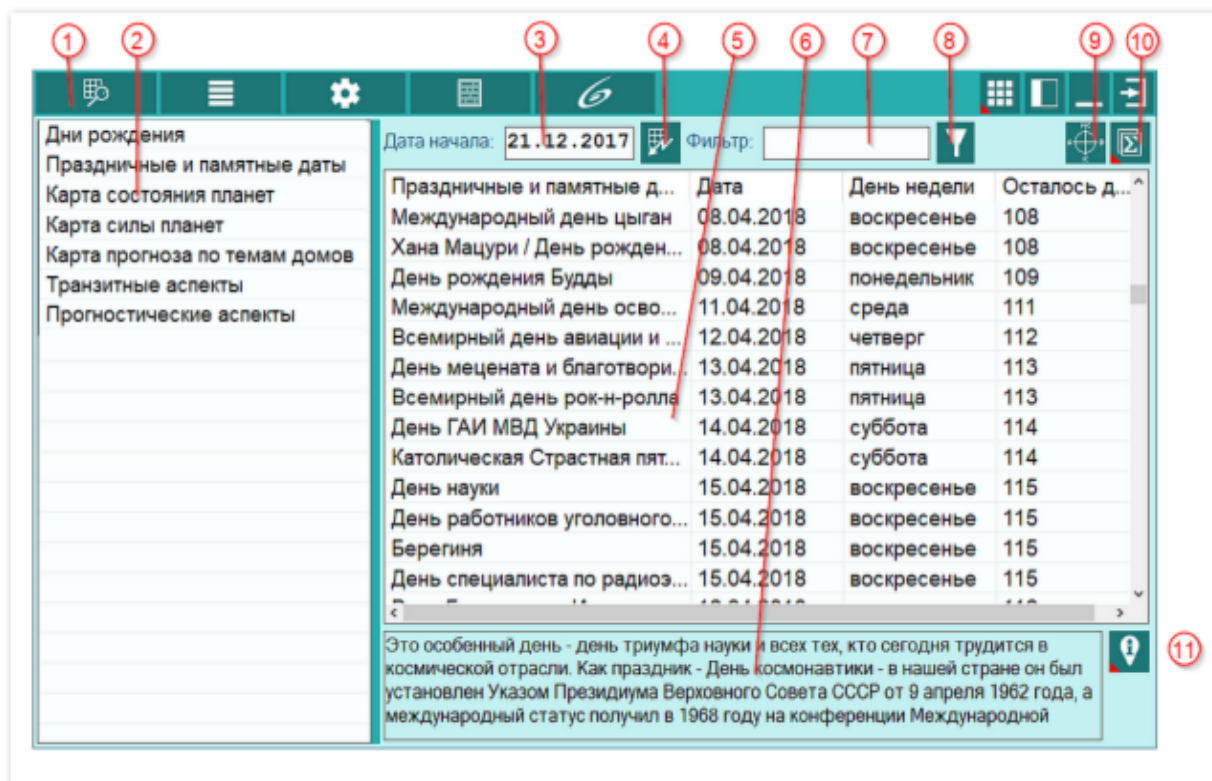 1 2 3 4 5 6 7 8 9 10
Дни рождения
Праздничные и памятные даты
Карта состояния планет
Карта силы планет
Карта прогноза по темам домов
Транзитные аспекты
Прогностические аспекты
Дата начала: 21.12.2017 Фильтр:
Праздничные и памятные д... Дата День недели Осталось д...
Международный день цыган 08.04.2018 воскресенье 108
Хана Мацури / День рожден... 08.04.2018 воскресенье 108
День рождения Будды 09.04.2018 понедельник 109
Международный день осво... 11.04.2018 среда 111
Всемирный день авиации и ... 12.04.2018 четверг 112
День мецената и благотвори... 13.04.2018 пятница 113
Всемирный день рок-н-ролла 13.04.2018 пятница 113
День ГАИ МВД Украины 14.04.2018 суббота 114
Католическая Страстная пят... 14.04.2018 суббота 114
День науки 15.04.2018 воскресенье 115
День работников уголовного... 15.04.2018 воскресенье 115
Берегиня 15.04.2018 воскресенье 115
День специалиста по радиоэ... 15.04.2018 воскресенье 115
Это особенный день - день триумфа науки и всех тех, кто сегодня трудится в
космической отрасли. Как праздник - День космонавтики - в нашей стране он был
установлен Указом Президиума Верховного Совета СССР от 9 апреля 1962 года, а
международный статус получил в 1968 году на конференции Международной
11